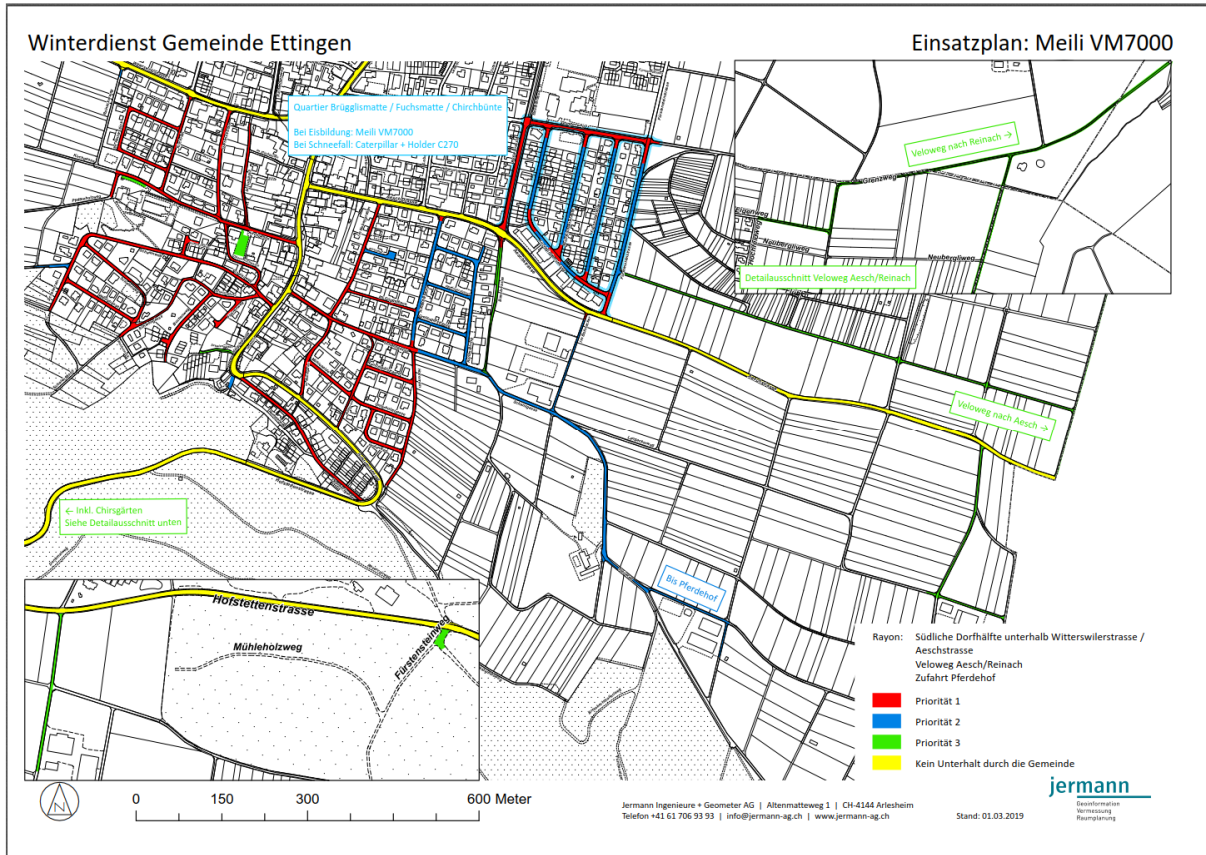 Winterdienst Gemeinde Ettingen
Einsatzplan: Meili VM7000
Quartier Brügglismatte / Fuchsmatte / Chirchbünte
Bei Eisbildung: Meili VM7000
Bei Schneefall: Caterpillar + Holder C270
Veloweg nach Reinach →
Grenzweg
Neubergliweg
Neubergliweg
Detailausschnitt Veloweg Aesch/Reinach
Veloweg nach Aesch →
← Inkl. Chirsgärten
Siehe Detailausschnitt unten
Bis Pferdehof
Hofstettenstrasse
Mühleholzweg
Fürstensteinweg
Rayon: Südliche Dorfhälfte unterhalb Witterswilerstrasse /
Aeschstrasse
Veloweg Aesch/Reinach
Zufahrt Pferdehof
Priorität 1
Priorität 2
Priorität 3
Kein Unterhalt durch die Gemeinde
N
0 150 300 600 Meter
Jermann Ingenieure + Geometer AG | Altenmatteweg 1 | CH-4144 Arlesheim
Telefon +41 61 706 93 93 | info@jermann-ag.ch | www.jermann-ag.ch
Stand: 01.03.2019
jermann
Geoinformation
Vermessung
Raumplanung